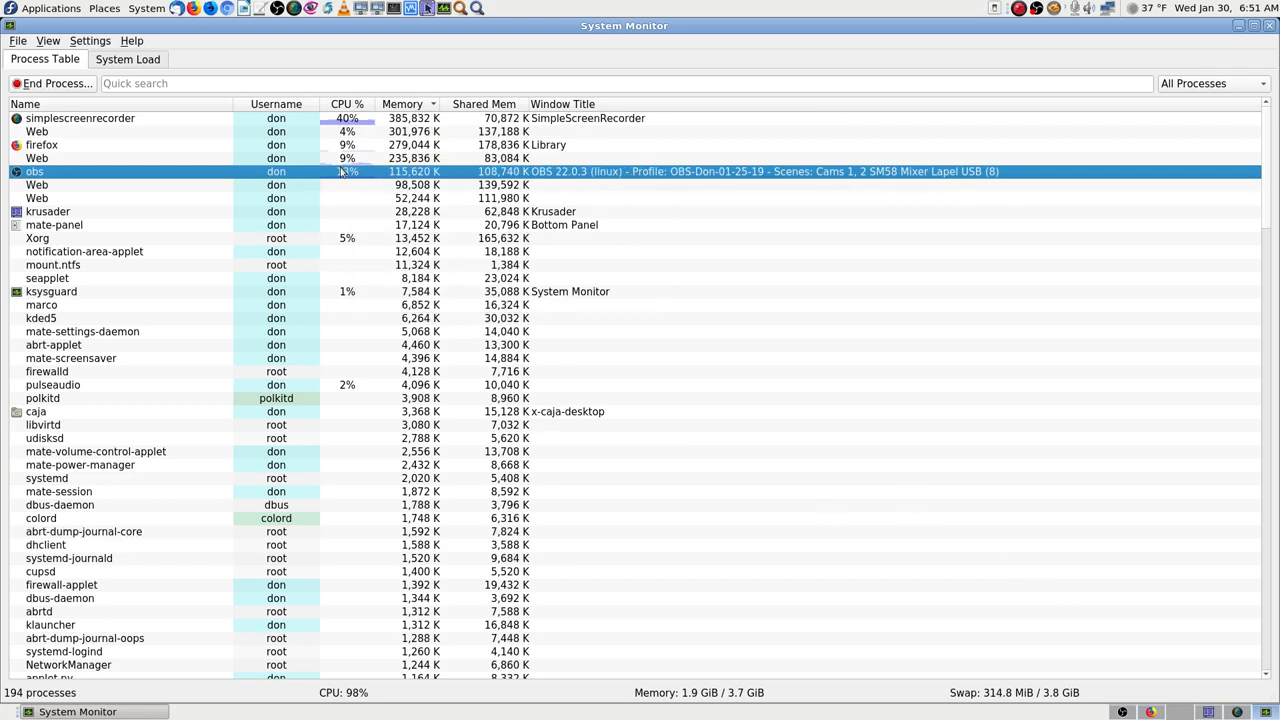 Applications Places System 37 °F Wed Jan 30, 6:51 AM
System Monitor
File View Settings Help
Process Table System Load
End Process... Quick search All Processes
Name Username CPU % Memory Shared Mem Window Title
simplescreenrecorder don 40% 385,832 K 70,872 K SimpleScreenRecorder
Web don 4% 301,976 K 137,188 K
firefox don 9% 279,044 K 178,836 K Library
Web don 9% 235,836 K 83,084 K
obs don 115,620 K 108,740 K OBS 22.0.3 (linux) - Profile: OBS-Don-01-25-19 - Scenes: Cams 1, 2 SM58 Mixer Lapel USB (8)
Web don 98,508 K 139,592 K
Web don 52,244 K 111,980 K
krusader don 28,228 K 62,848 K Krusader
mate-panel don 17,124 K 20,796 K Bottom Panel
Xorg root 5% 13,452 K 165,632 K
notification-area-applet don 12,604 K 18,188 K
mount.ntfs root 11,324 K 1,384 K
seapplet don 8,184 K 23,024 K
ksysguard don 1% 7,584 K 35,088 K System Monitor
marco don 6,852 K 16,324 K
kded5 don 6,264 K 30,032 K
mate-settings-daemon don 5,068 K 14,040 K
abrt-applet don 4,460 K 13,300 K
mate-screensaver don 4,396 K 14,884 K
firewalld root 4,128 K 7,716 K
pulseaudio don 2% 4,096 K 10,040 K
polkitd polkitd 3,908 K 8,960 K
caja don 3,368 K 15,128 K x-caja-desktop
libvirtd root 3,080 K 7,032 K
udisksd root 2,788 K 5,620 K
mate-volume-control-applet don 2,556 K 13,708 K
mate-power-manager don 2,432 K 8,668 K
systemd root 2,020 K 5,408 K
mate-session don 1,872 K 8,592 K
dbus-daemon dbus 1,788 K 3,796 K
colord colord 1,748 K 6,316 K
abrt-dump-journal-core root 1,592 K 7,824 K
dhclient root 1,588 K 3,588 K
systemd-journald root 1,520 K 9,684 K
cupsd root 1,400 K 5,520 K
firewall-applet don 1,392 K 19,432 K
dbus-daemon don 1,344 K 3,692 K
abrtd root 1,312 K 7,588 K
klauncher don 1,312 K 16,848 K
abrt-dump-journal-oops root 1,288 K 7,448 K
systemd-logind root 1,260 K 4,140 K
NetworkManager root 1,244 K 6,860 K
applet.py don 1,164 K 8,332 K
194 processes CPU: 98% Memory: 1.9 GiB / 3.7 GiB Swap: 314.8 MiB / 3.8 GiB
System Monitor